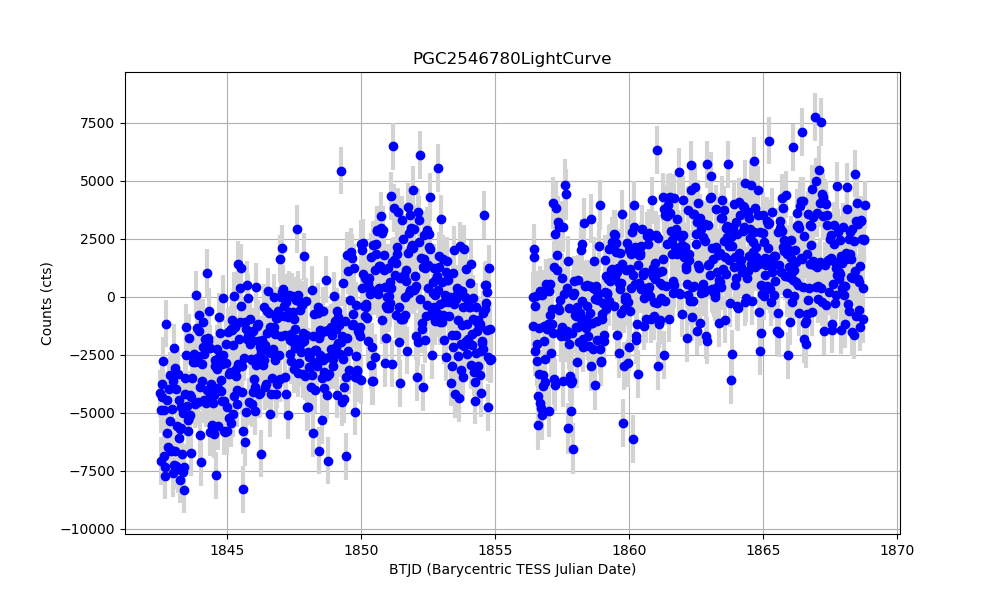 PGC2546780LightCurve
7500
5000
2500
0
−2500
−5000
−7500
−10000
Counts (cts)
1845 1850 1855 1860 1865 1870
BTJD (Barycentric TESS Julian Date)